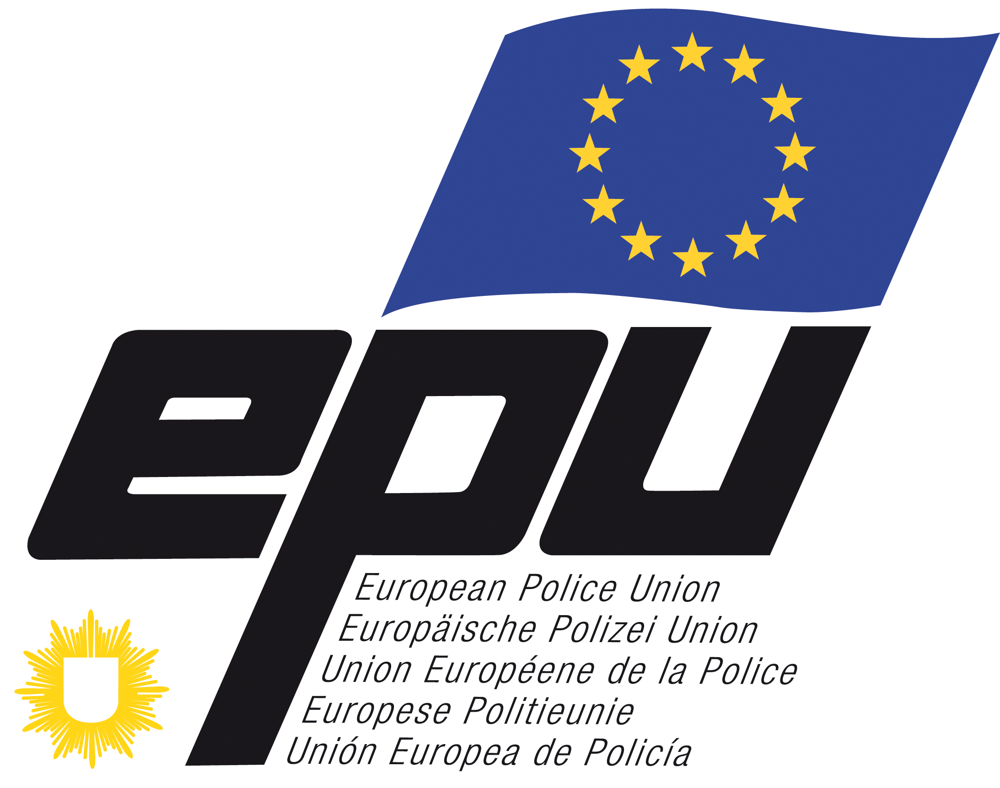 epu
European Police Union
Europäische Polizei Union
Union Européene de la Police
Europese Politieunie
Unión Europea de Policía